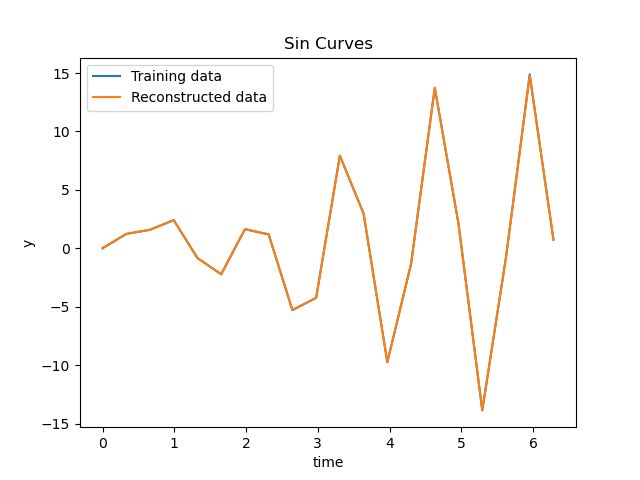 Sin Curves
Training data
Reconstructed data
15
10
5
0
−5
−10
−15
y
0 1 2 3 4 5 6
time